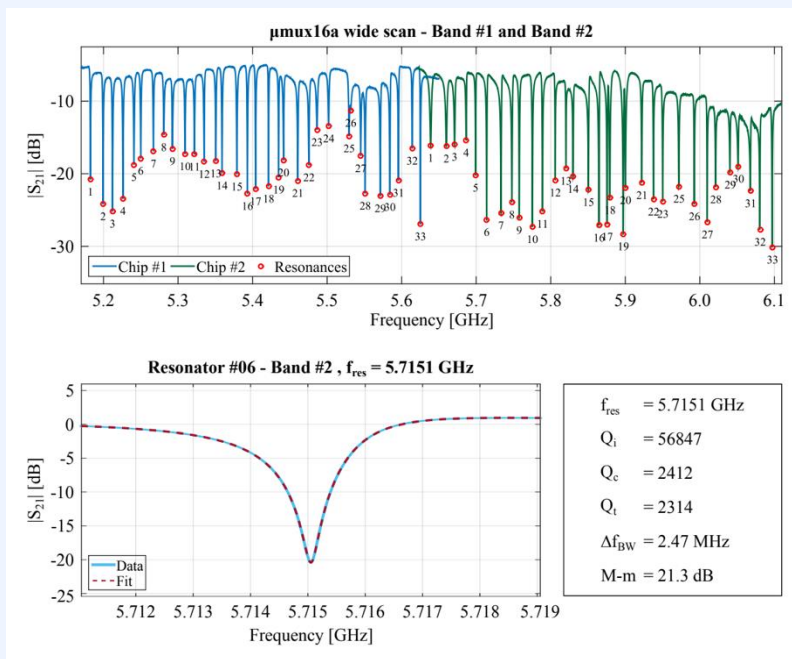 µmux16a wide scan - Band #1 and Band #2
|S21| [dB]
-10
-20
-30
1 2 3 4 5 6 7 8 9 10 11 12 13 14 15 16 17 18 19 20 21 22 23 24 25 26 27 28 29 30 31 32 33
1 2 3 4 5 6 7 8 9 10 11 12 13 14 15 16 17 18 19 20 21 22 23 24 25 26 27 28 29 30 31 32 33
Chip #1 Chip #2 Resonances
5.2 5.3 5.4 5.5 5.6 5.7 5.8 5.9 6.0 6.1
Frequency [GHz]
Resonator #06 - Band #2 , fres = 5.7151 GHz
|S21| [dB]
5
0
-5
-10
-15
-20
-25
Data
Fit
5.712 5.713 5.714 5.715 5.716 5.717 5.718 5.719
Frequency [GHz]
fres = 5.7151 GHz
Qi = 56847
Qc = 2412
Qt = 2314
ΔfBW = 2.47 MHz
M-m = 21.3 dB